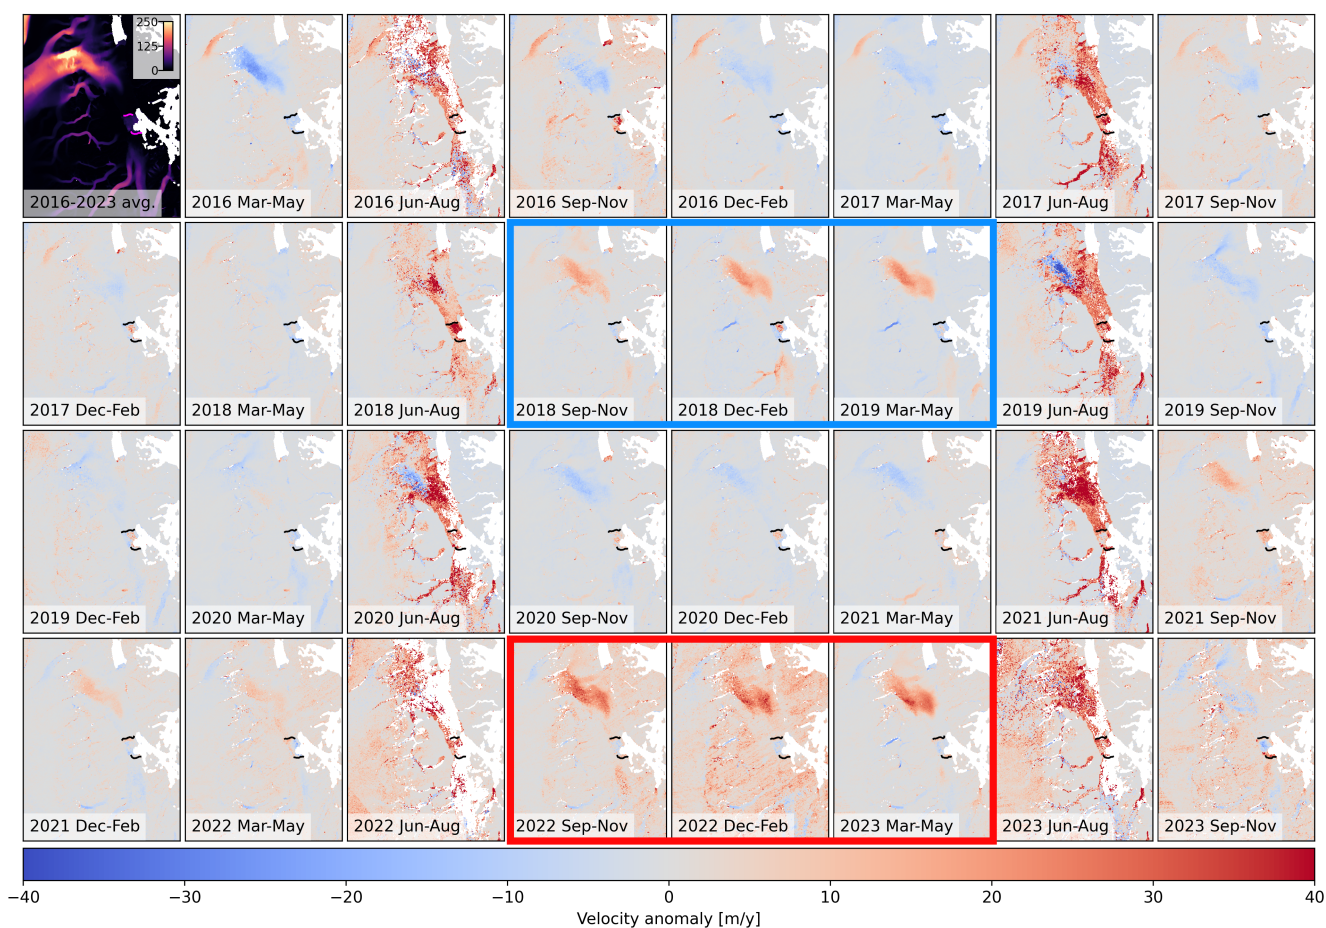 250
125
0
2016-2023 avg.
2016 Mar-May
2016 Jun-Aug
2016 Sep-Nov
2016 Dec-Feb
2017 Mar-May
2017 Jun-Aug
2017 Sep-Nov
2017 Dec-Feb
2018 Mar-May
2018 Jun-Aug
2018 Sep-Nov
2018 Dec-Feb
2019 Mar-May
2019 Jun-Aug
2019 Sep-Nov
2019 Dec-Feb
2020 Mar-May
2020 Jun-Aug
2020 Sep-Nov
2020 Dec-Feb
2021 Mar-May
2021 Jun-Aug
2021 Sep-Nov
2021 Dec-Feb
2022 Mar-May
2022 Jun-Aug
2022 Sep-Nov
2022 Dec-Feb
2023 Mar-May
2023 Jun-Aug
2023 Sep-Nov
−40 −30 −20 −10 0 10 20 30 40
Velocity anomaly [m/y]